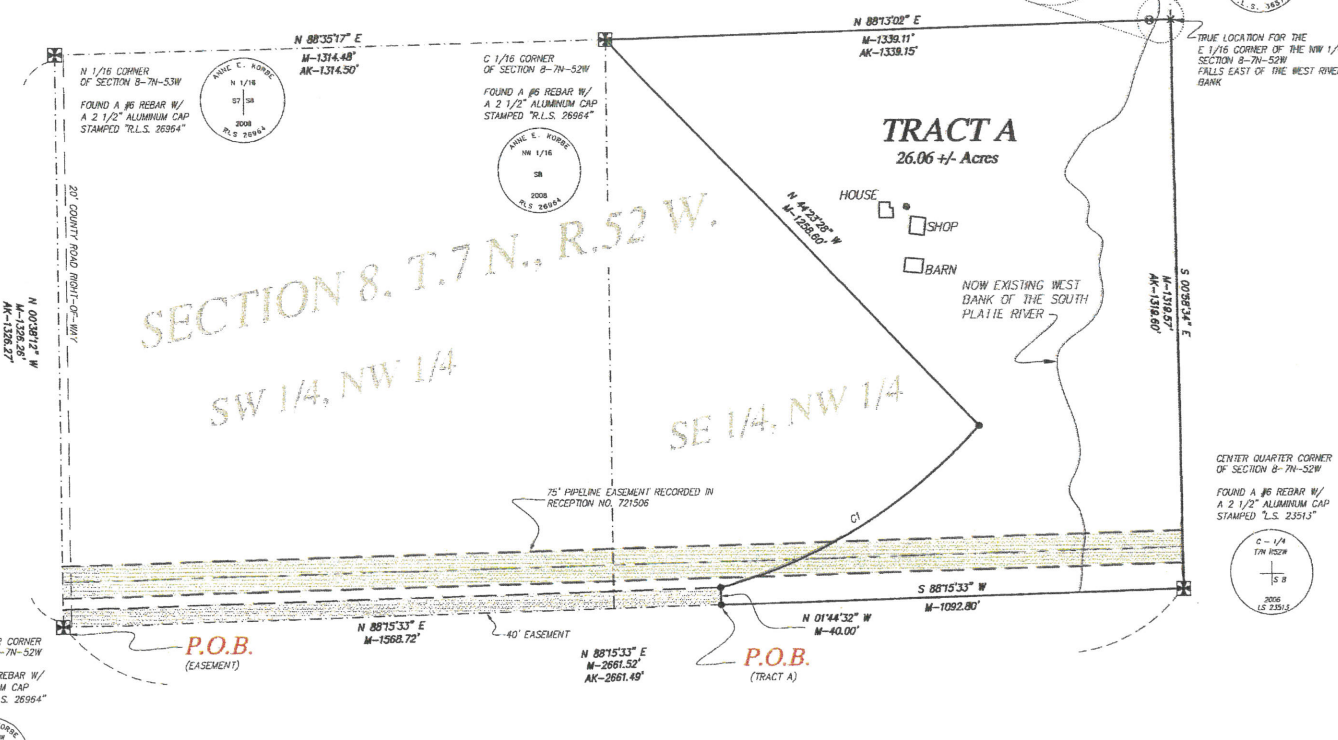 N 88°35'17" E
M-1314.48'
AK-1314.50'
N 88°13'02" E
M-1339.11'
AK-1339.15'
TRUE LOCATION FOR THE
E 1/16 CORNER OF THE NW 1/
SECTION 8-7N-52W
FALLS EAST OF THE WEST RIVER
BANK
N 1/16 CORNER
OF SECTION 8-7N-53W
FOUND A #6 REBAR W/
A 2 1/2" ALUMINUM CAP
STAMPED "R.L.S. 26964"
ANNE E. KORBE
N 1/16
S7 S8
2008
RLS 26964
C 1/16 CORNER
OF SECTION 8-7N-52W
FOUND A #6 REBAR W/
A 2 1/2" ALUMINUM CAP
STAMPED "R.L.S. 26964"
ANNE E. KORBE
NW 1/16
S8
2008
RLS 26964
TRACT A
26.06 +/- Acres
HOUSE
SHOP
BARN
NOW EXISTING WEST
BANK OF THE SOUTH
PLATTE RIVER
N 44°23'28" W
M-1258.60'
S 00°58'34" E
M-1319.57'
AK-1319.60'
20' COUNTY ROAD RIGHT-OF-WAY
N 00°38'12" W
M-1326.26'
AK-1326.27'
SECTION 8, T.7 N., R.52 W.
SW 1/4, NW 1/4
SE 1/4, NW 1/4
75' PIPELINE EASEMENT RECORDED IN
RECEPTION NO. 721506
C1
CENTER QUARTER CORNER
OF SECTION 8-7N-52W
FOUND A #6 REBAR W/
A 2 1/2" ALUMINUM CAP
STAMPED "L.S. 23513"
C - 1/4
T7N R52W
S 8
2006
LS 23513
S 88°15'33" W
M-1092.80'
N 01°44'32" W
M-40.00'
N 88°15'33" E
M-1568.72'
40' EASEMENT
P.O.B.
(EASEMENT)
N 88°15'33" E
M-2661.52'
AK-2661.49'
P.O.B.
(TRACT A)
CORNER
-7N-52W
REBAR W/
M CAP
S. 26964"